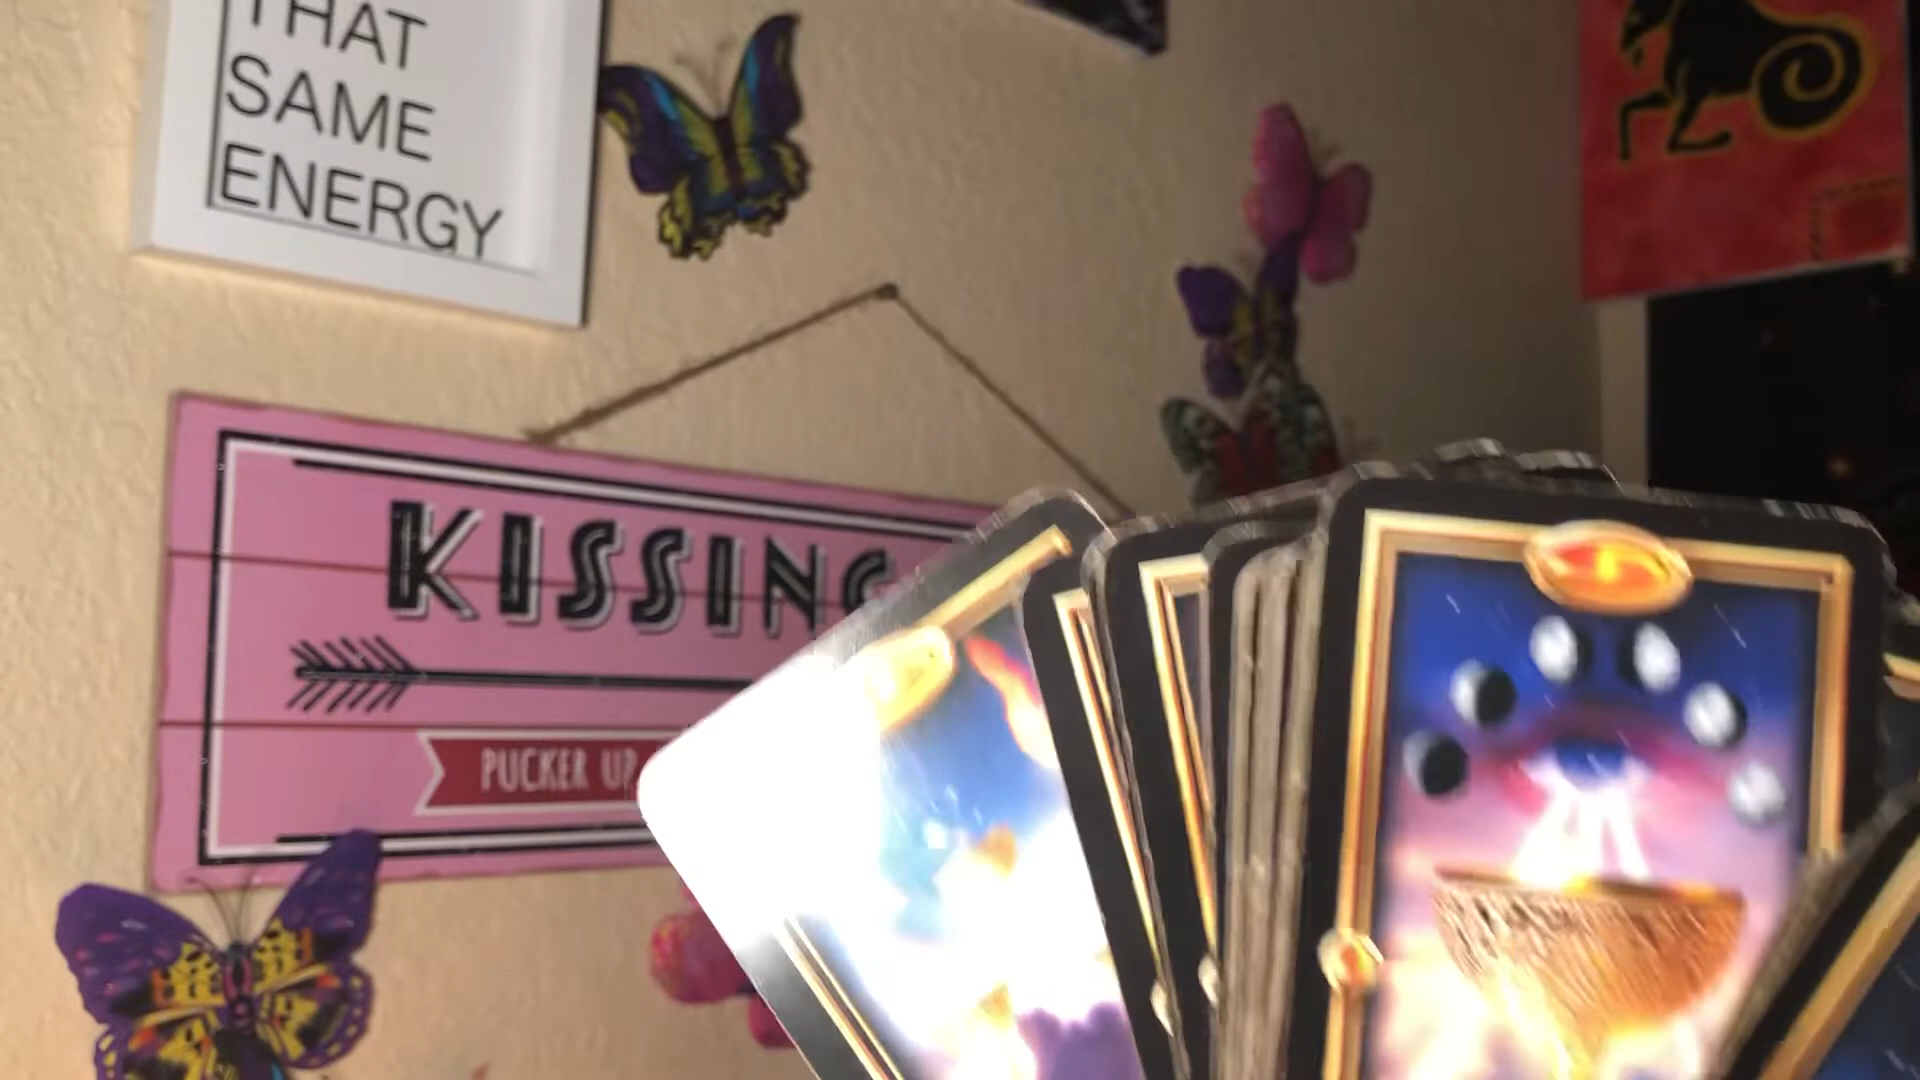 THAT
SAME
ENERGY
KISSING
PUCKER UP